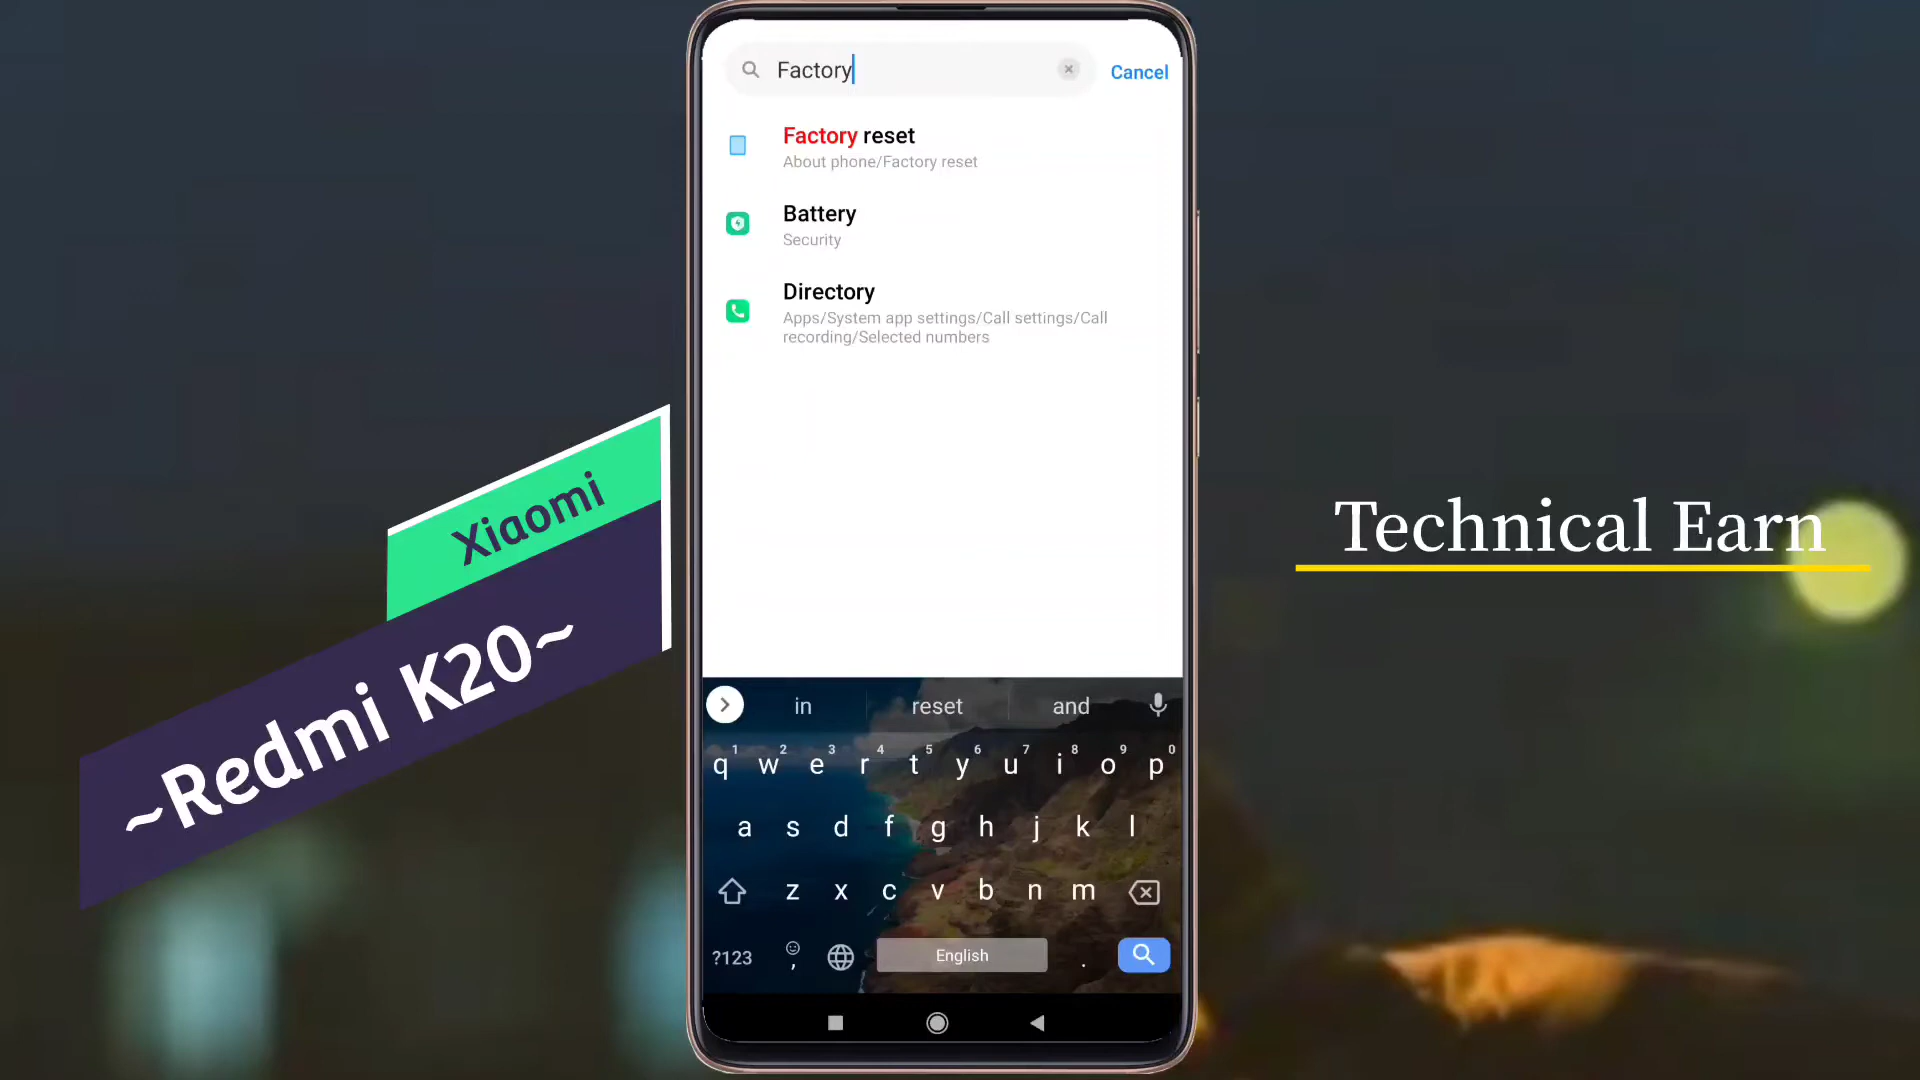 Factory
Cancel
Factory reset
About phone/Factory reset
Battery
Security
Directory
Apps/System app settings/Call settings/Call
recording/Selected numbers
Xiaomi
~Redmi K20~
Technical Earn
in reset and
1 2 3 4 5 6 7 8 9 0
q w e r t y u i o p
a s d f g h j k l
z x c v b n m
?123 , English .